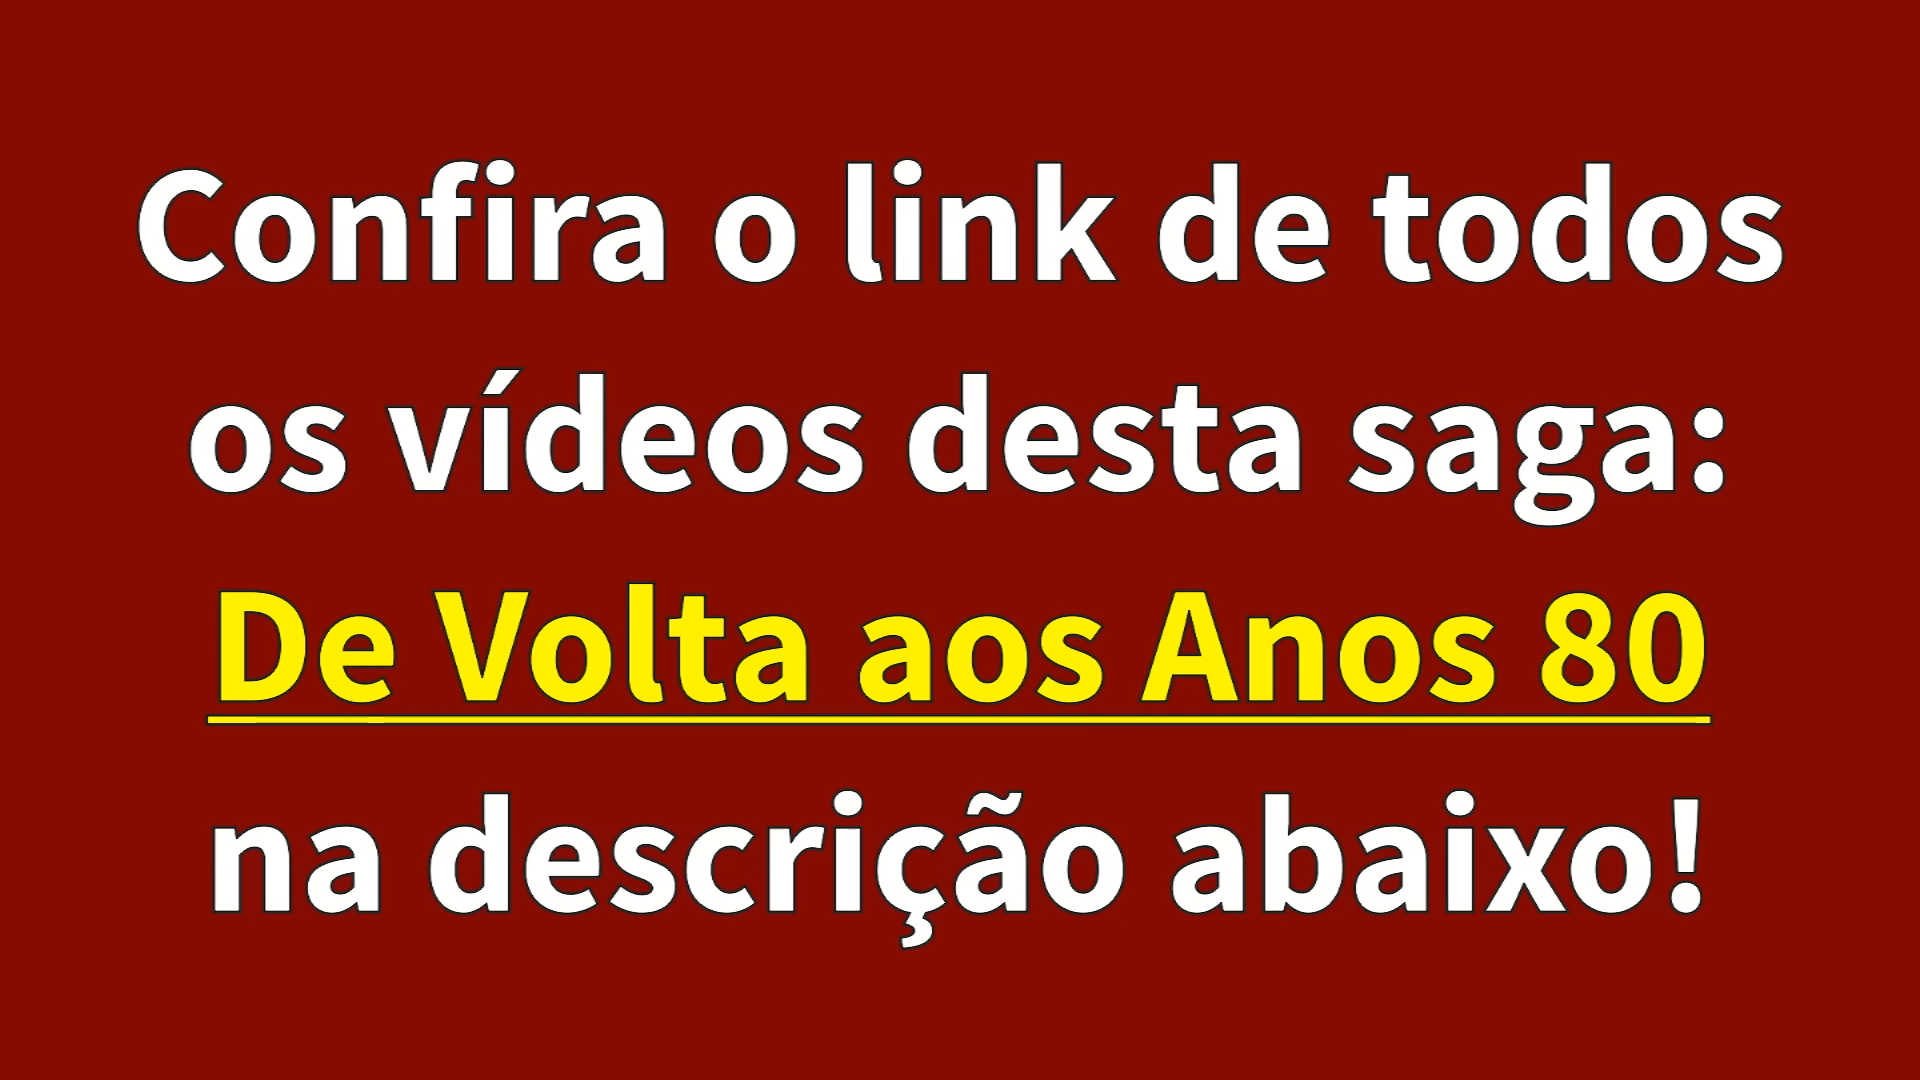 Confira o link de todos
os vídeos desta saga:
De Volta aos Anos 80
na descrição abaixo!